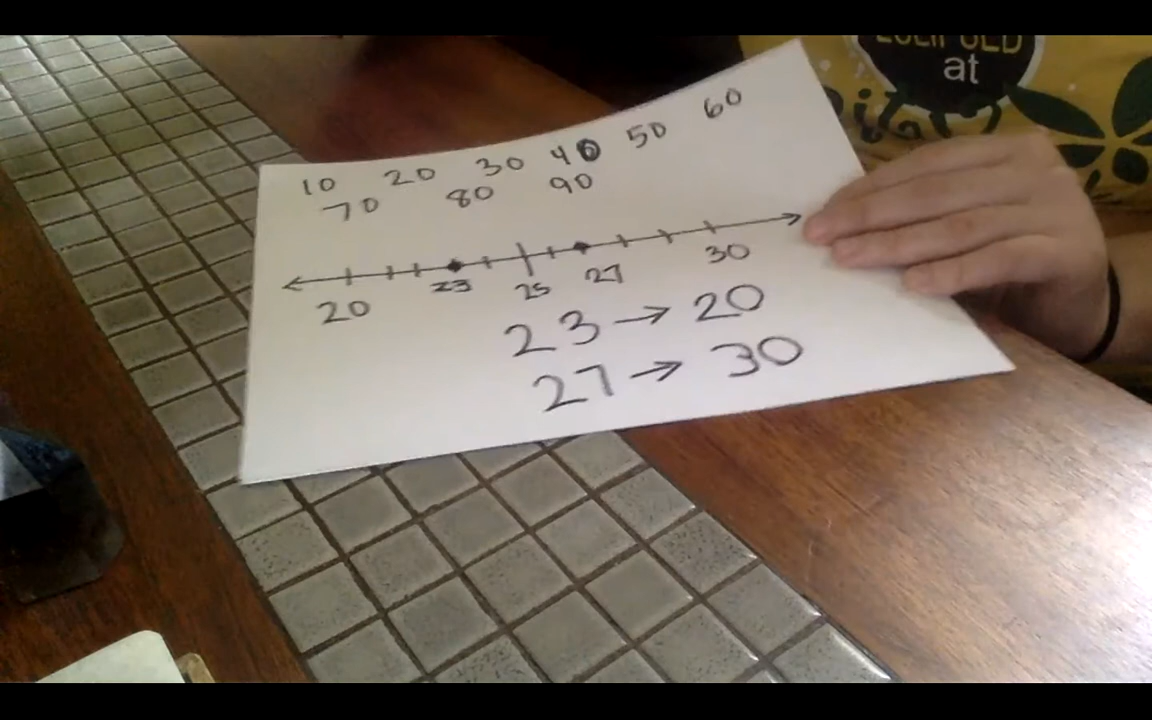 at
10 20 30 40 50 60
70 80 90
20 23 25 27 30
23 → 20
27 → 30